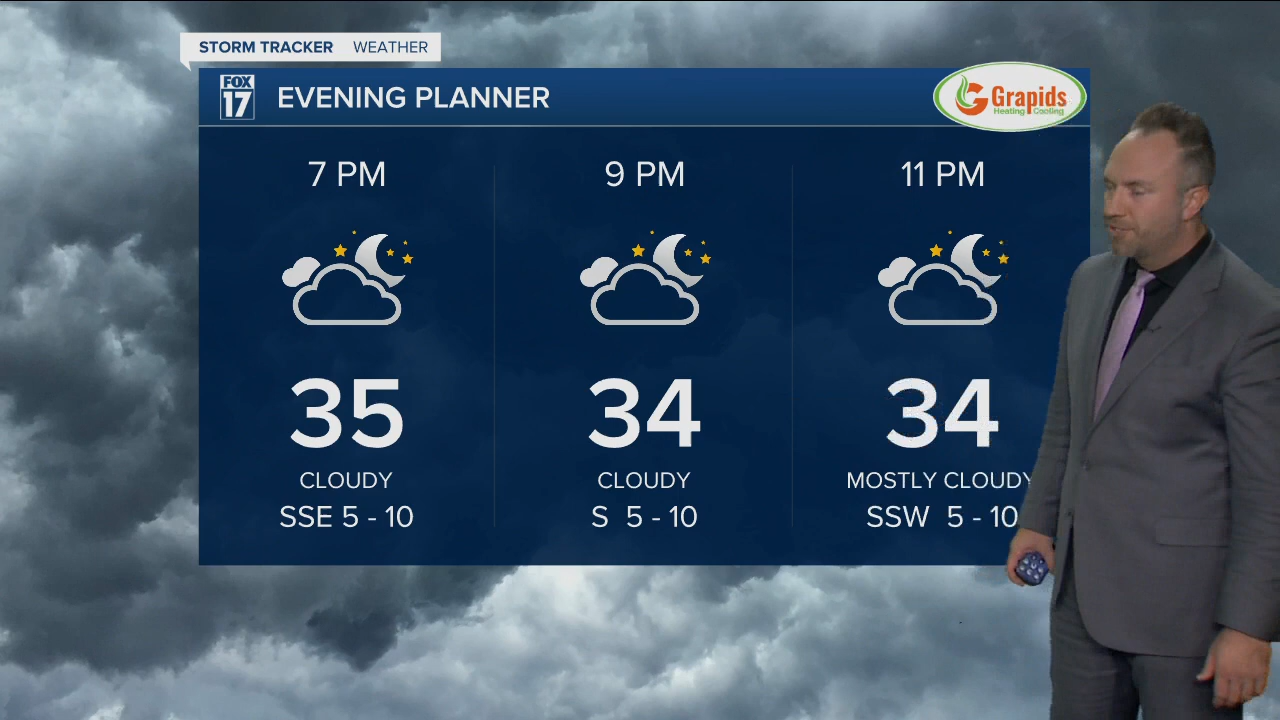 STORM TRACKER WEATHER
FOX
17
EVENING PLANNER
Grapids
Heating Cooling
7 PM 9 PM 11 PM
35 34 34
CLOUDY CLOUDY MOSTLY CLOUDY
SSE 5 - 10 S 5 - 10 SSW 5 - 10